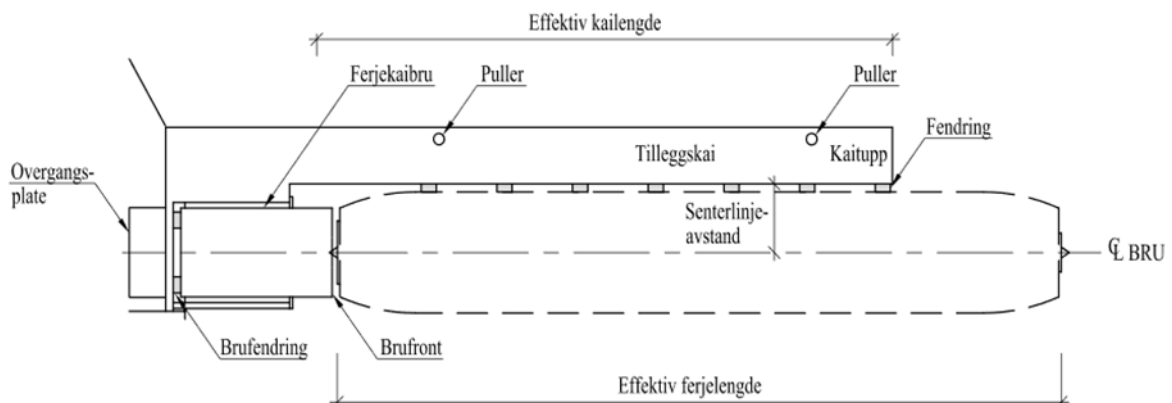 Effektiv kailengde
Ferjekaibru
Puller
Puller
Fendring
Overgangs-
plate
Tilleggskai
Kaitupp
Senterlinje-
avstand
℄ BRU
Brufendring
Brufront
Effektiv ferjelengde